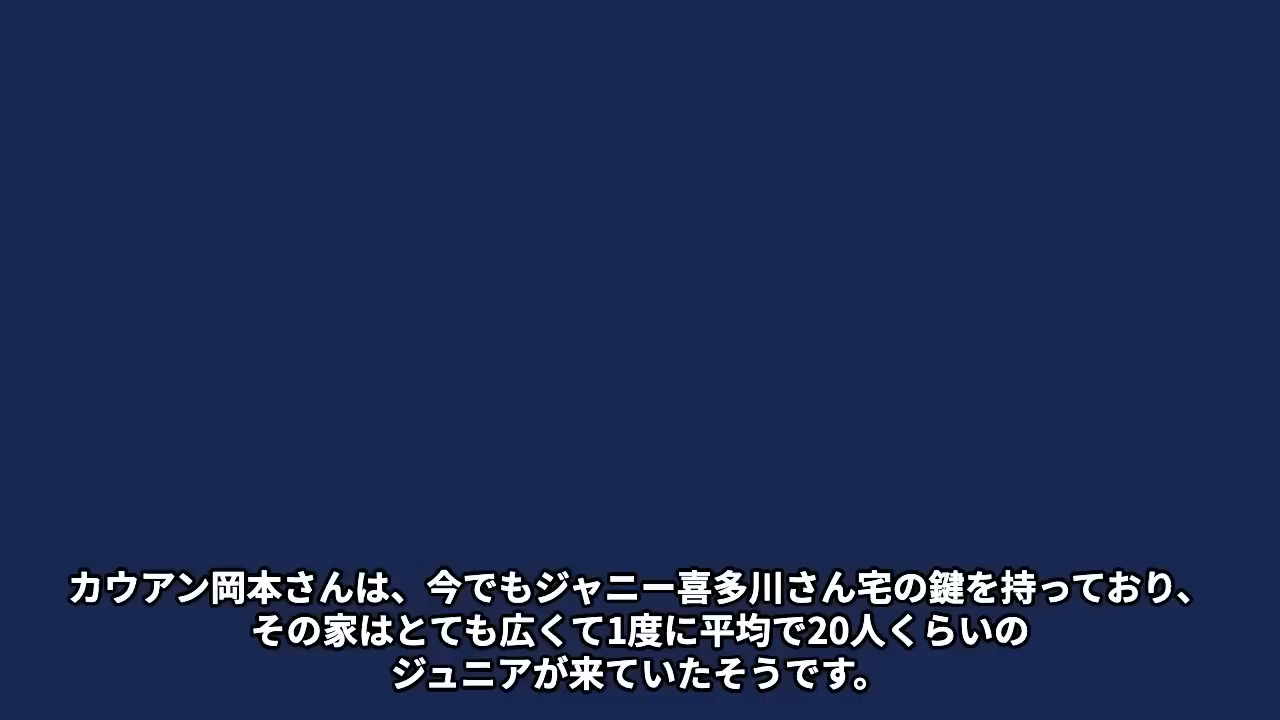 カウアン岡本さんは、今でもジャニー喜多川さん宅の鍵を持っており、
その家はとても広くて1度に平均で20人くらいの
ジュニアが来ていたそうです。